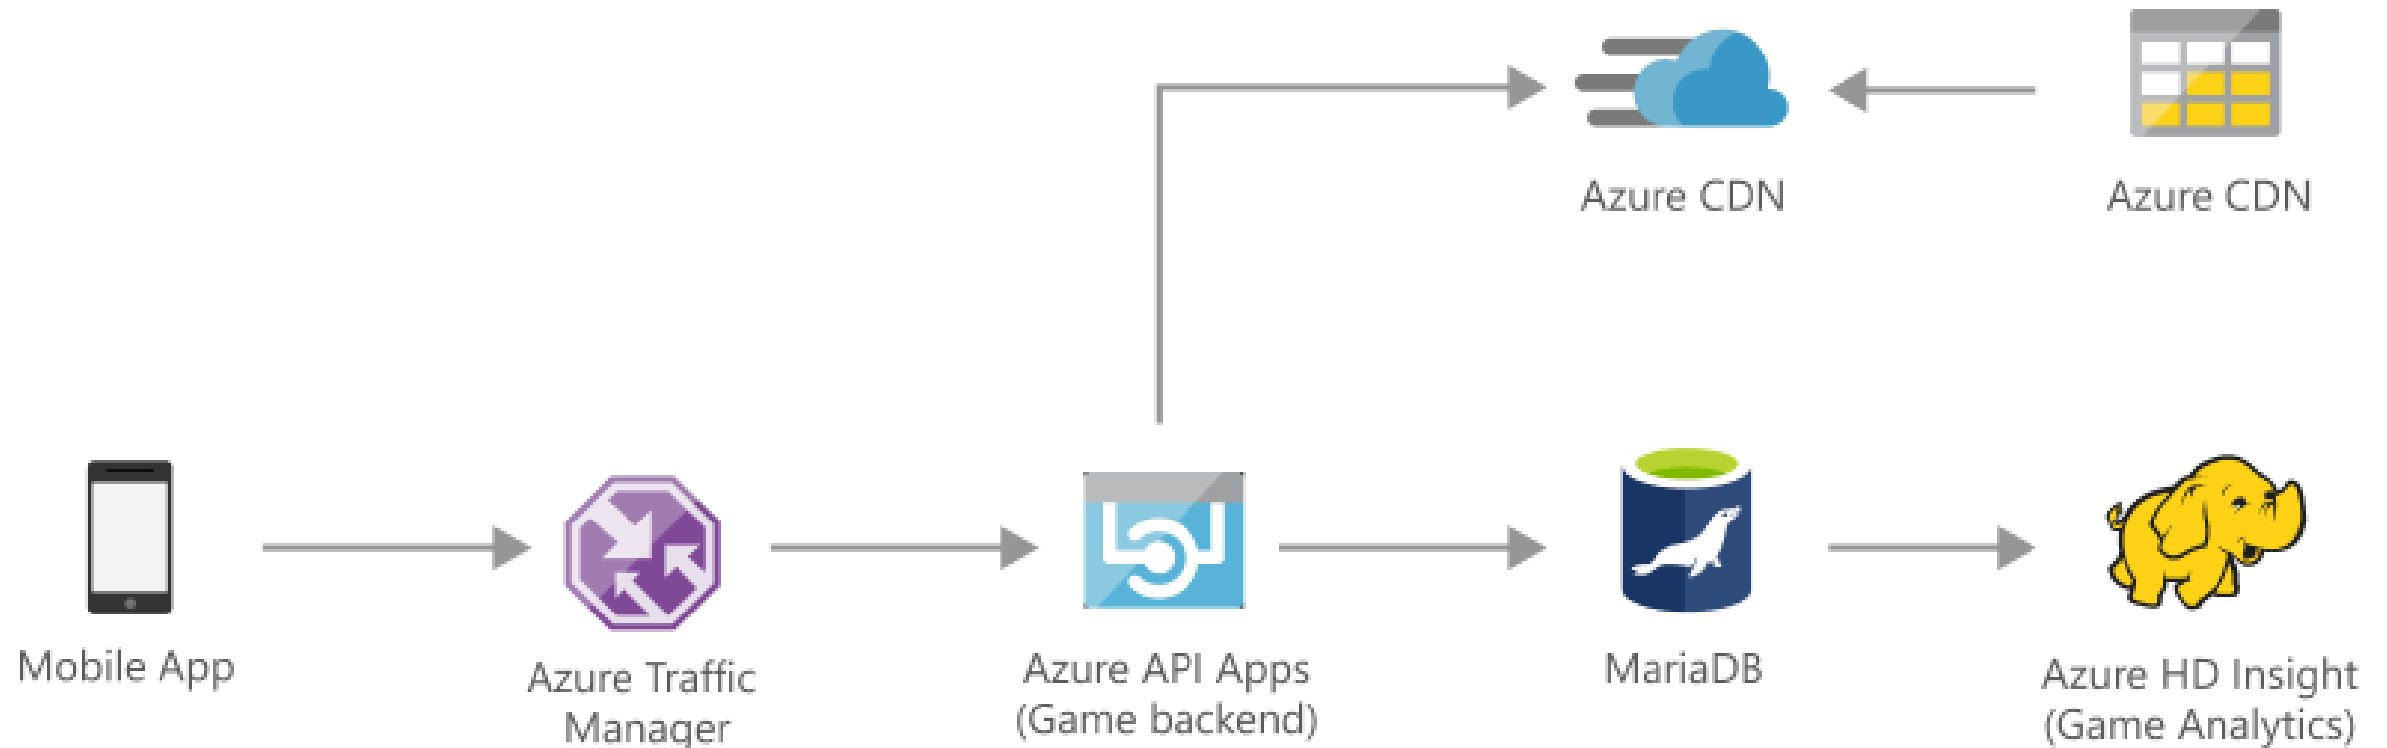 Azure CDN
Azure CDN
Mobile App
Azure Traffic
Manager
Azure API Apps
(Game backend)
MariaDB
Azure HD Insight
(Game Analytics)